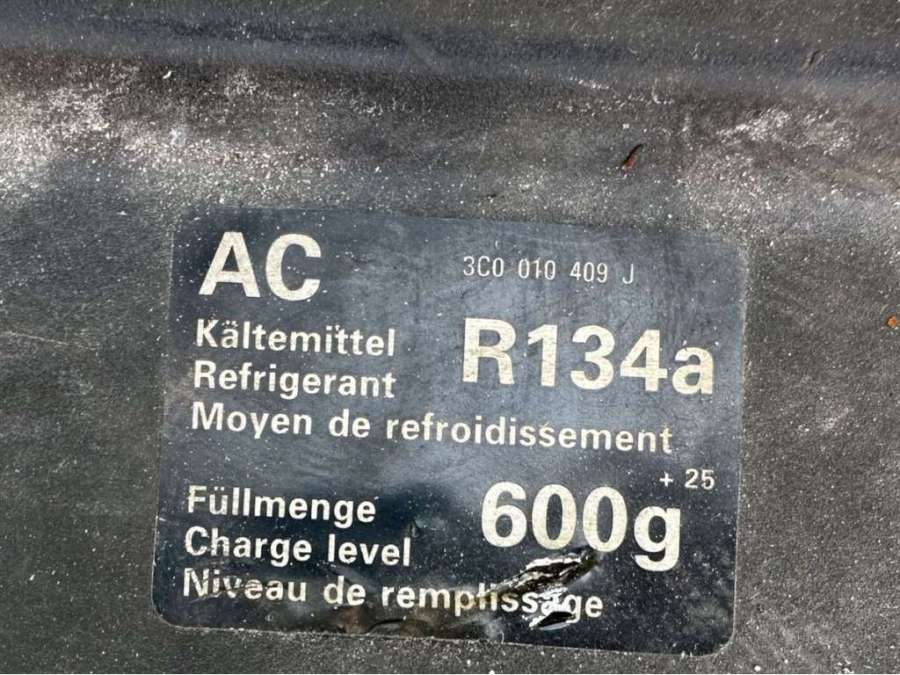 AC
3C0 010 409 J
Kältemittel
Refrigerant
R134a
Moyen de refroidissement
Füllmenge
Charge level
600g + 25
Niveau de remplissage